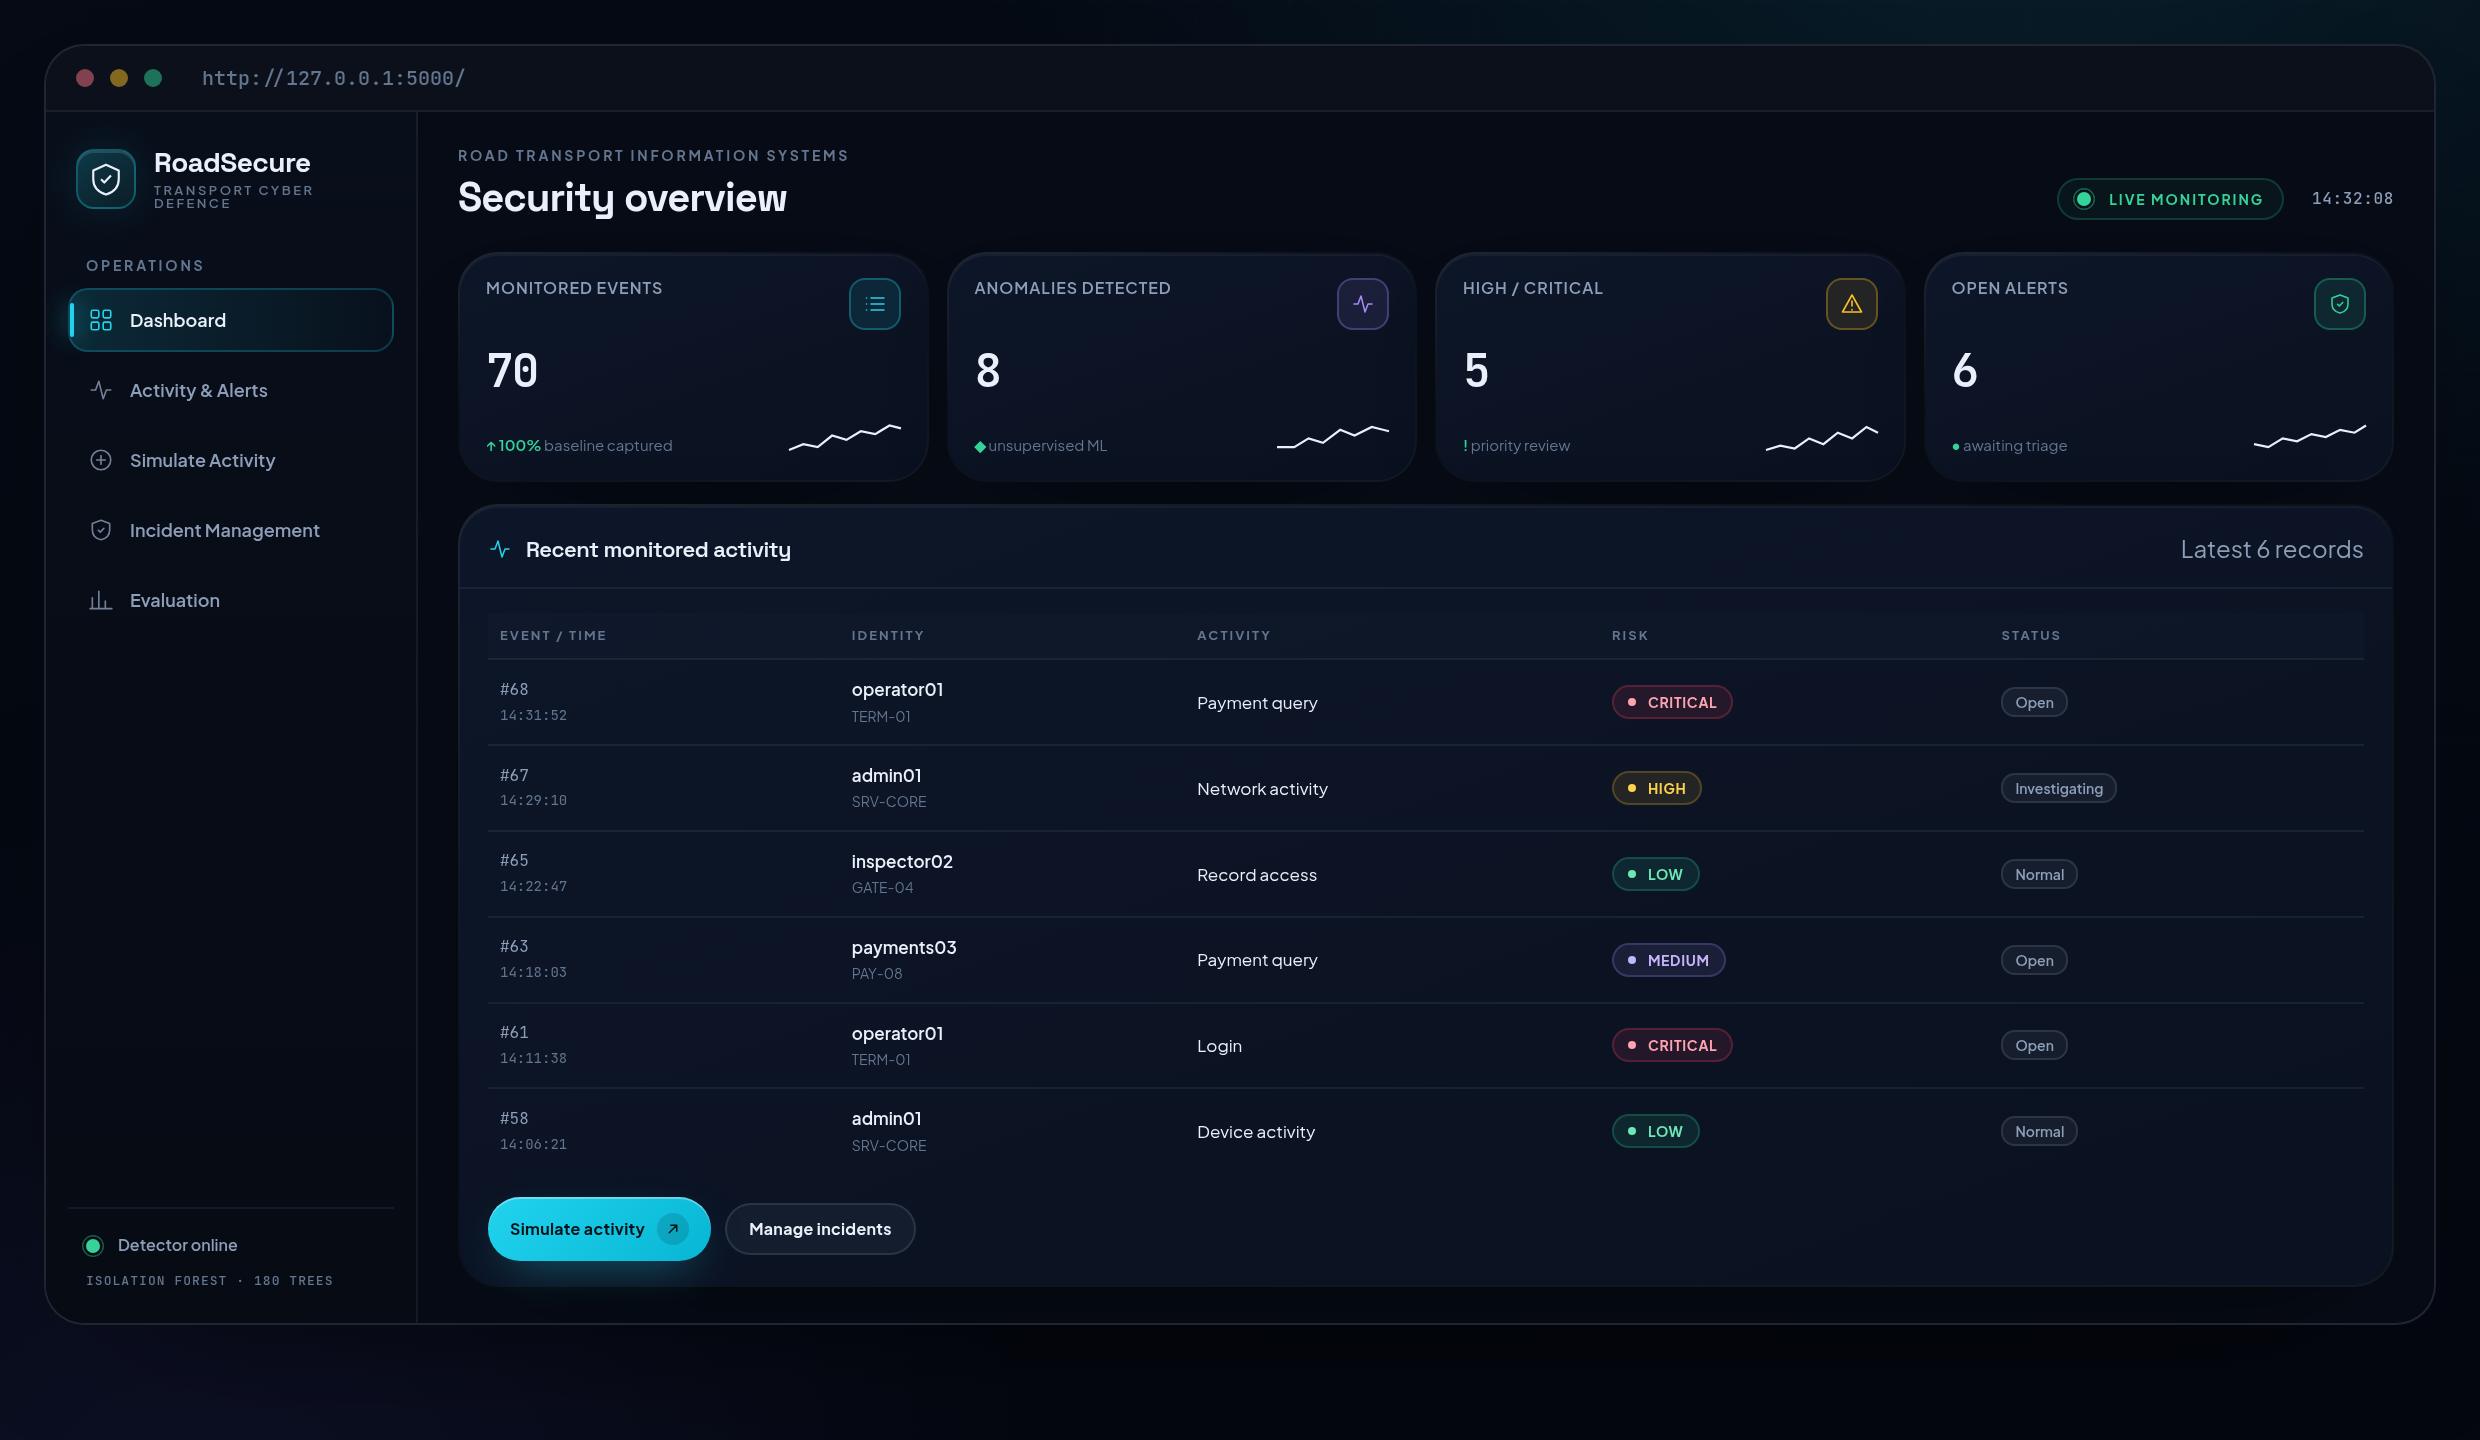 http://127.0.0.1:5000/
RoadSecure
TRANSPORT CYBER
DEFENCE
OPERATIONS
Dashboard
Activity & Alerts
Simulate Activity
Incident Management
Evaluation
Detector online
ISOLATION FOREST · 180 TREES
ROAD TRANSPORT INFORMATION SYSTEMS
Security overview
LIVE MONITORING
14:32:08
MONITORED EVENTS
70
↑ 100% baseline captured
ANOMALIES DETECTED
8
◆ unsupervised ML
HIGH / CRITICAL
5
! priority review
OPEN ALERTS
6
● awaiting triage
Recent monitored activity
Latest 6 records
EVENT / TIME IDENTITY ACTIVITY RISK STATUS
#68 operator01
14:31:52 TERM-01 Payment query CRITICAL Open
#67 admin01
14:29:10 SRV-CORE Network activity HIGH Investigating
#65 inspector02
14:22:47 GATE-04 Record access LOW Normal
#63 payments03
14:18:03 PAY-08 Payment query MEDIUM Open
#61 operator01
14:11:38 TERM-01 Login CRITICAL Open
#58 admin01
14:06:21 SRV-CORE Device activity LOW Normal
Simulate activity
Manage incidents